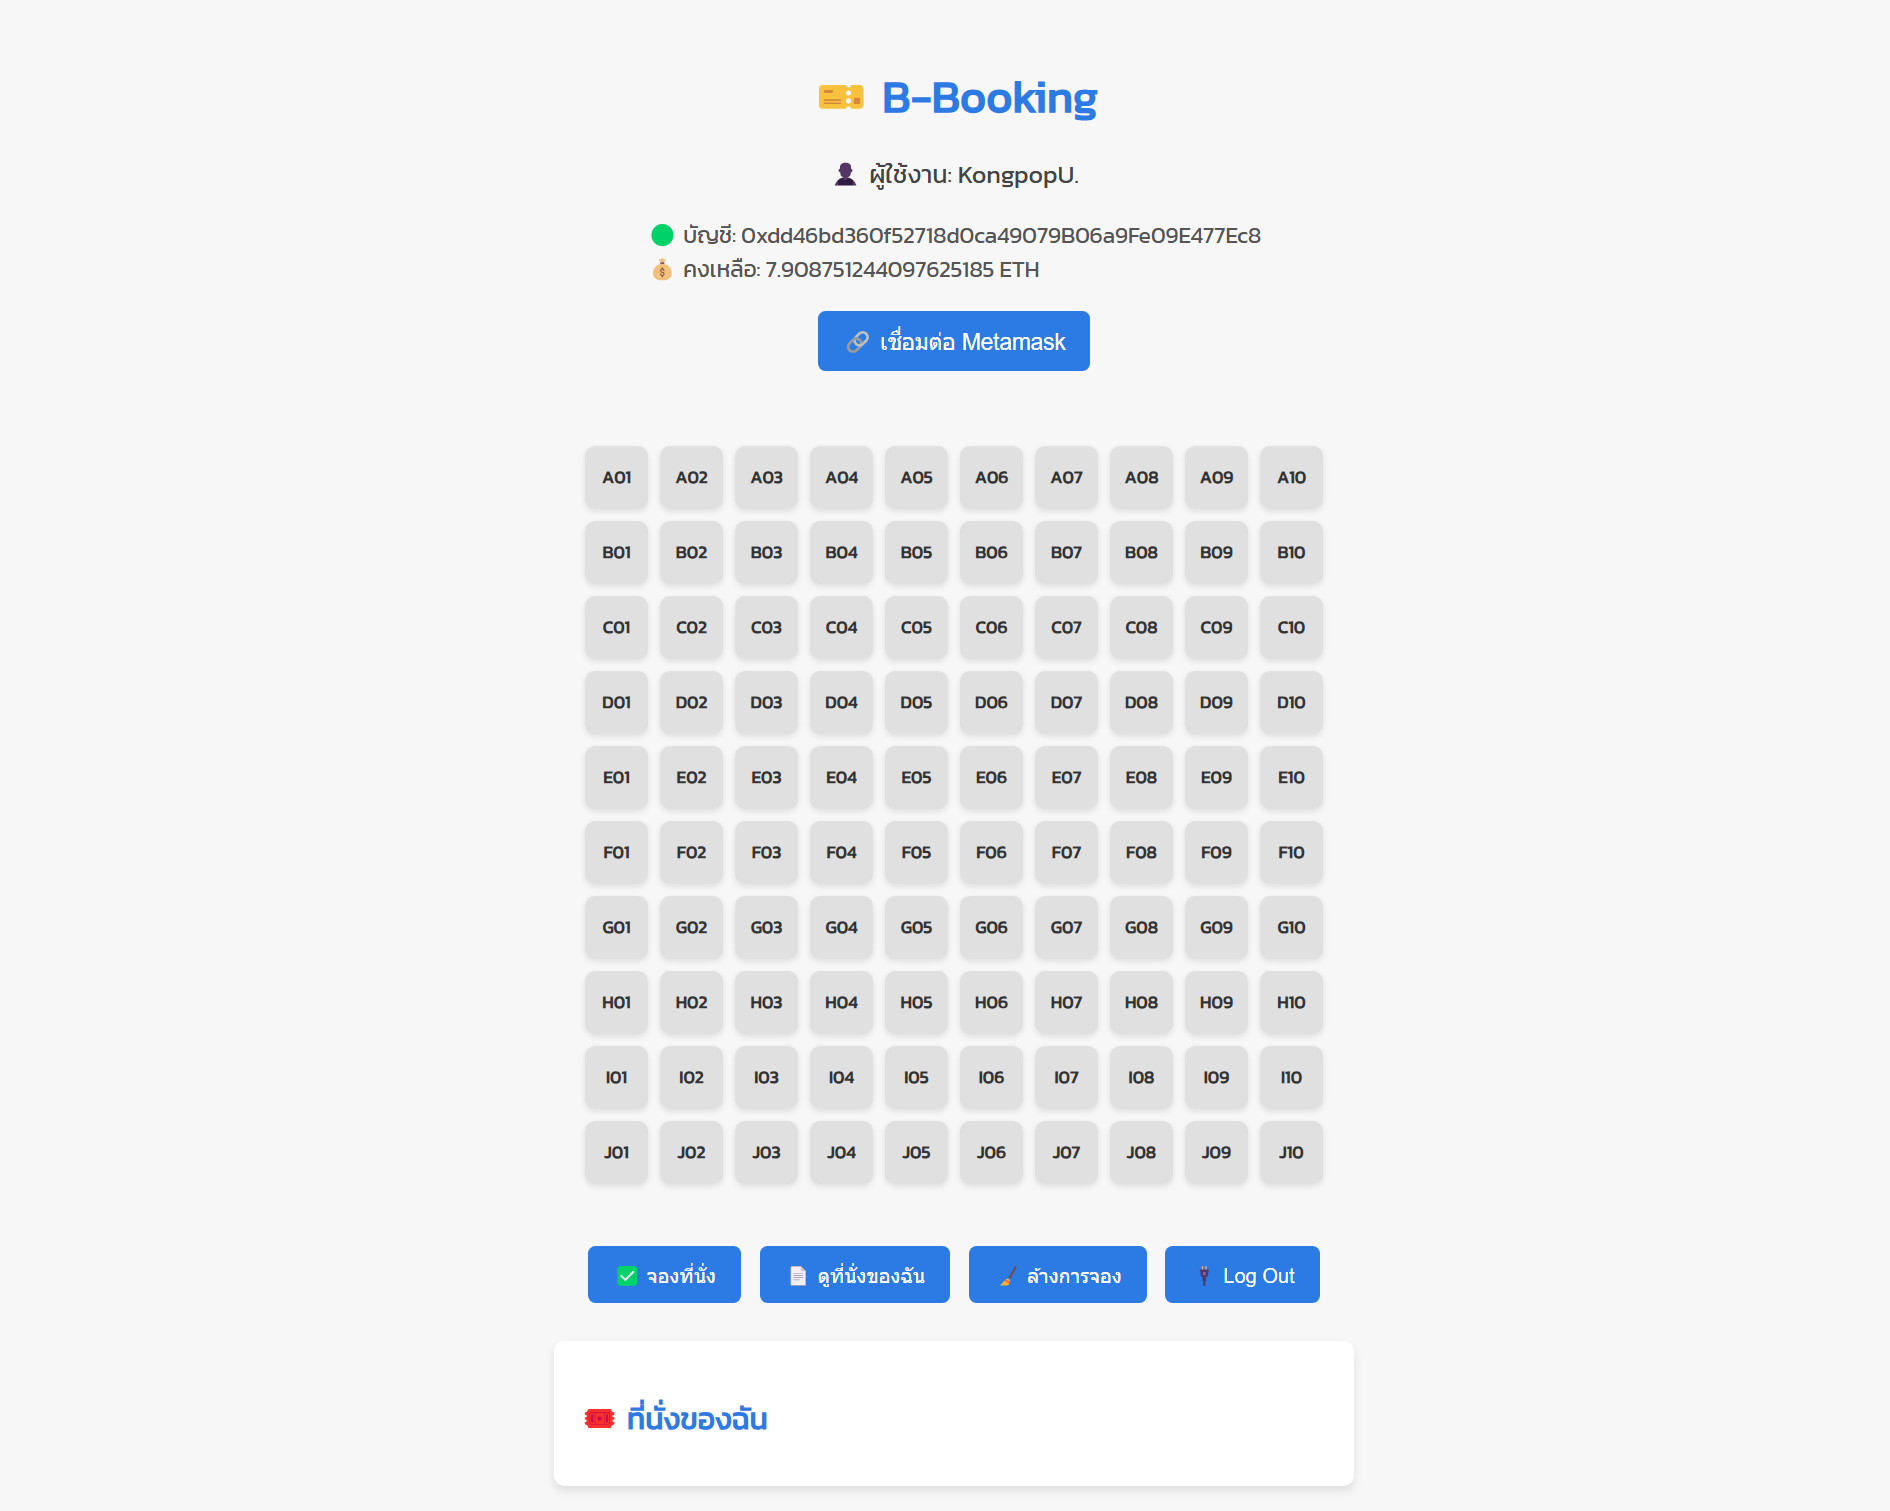 B-Booking
ผู้ใช้งาน: KongpopU.
บัญชี: 0xdd46bd360f52718d0ca49079B06a9Fe09E477Ec8
คงเหลือ: 7.908751244097625185 ETH
เชื่อมต่อ Metamask
A01 A02 A03 A04 A05 A06 A07 A08 A09 A10
B01 B02 B03 B04 B05 B06 B07 B08 B09 B10
C01 C02 C03 C04 C05 C06 C07 C08 C09 C10
D01 D02 D03 D04 D05 D06 D07 D08 D09 D10
E01 E02 E03 E04 E05 E06 E07 E08 E09 E10
F01 F02 F03 F04 F05 F06 F07 F08 F09 F10
G01 G02 G03 G04 G05 G06 G07 G08 G09 G10
H01 H02 H03 H04 H05 H06 H07 H08 H09 H10
I01 I02 I03 I04 I05 I06 I07 I08 I09 I10
J01 J02 J03 J04 J05 J06 J07 J08 J09 J10
จองที่นั่ง ดูที่นั่งของฉัน ล้างการจอง Log Out
ที่นั่งของฉัน